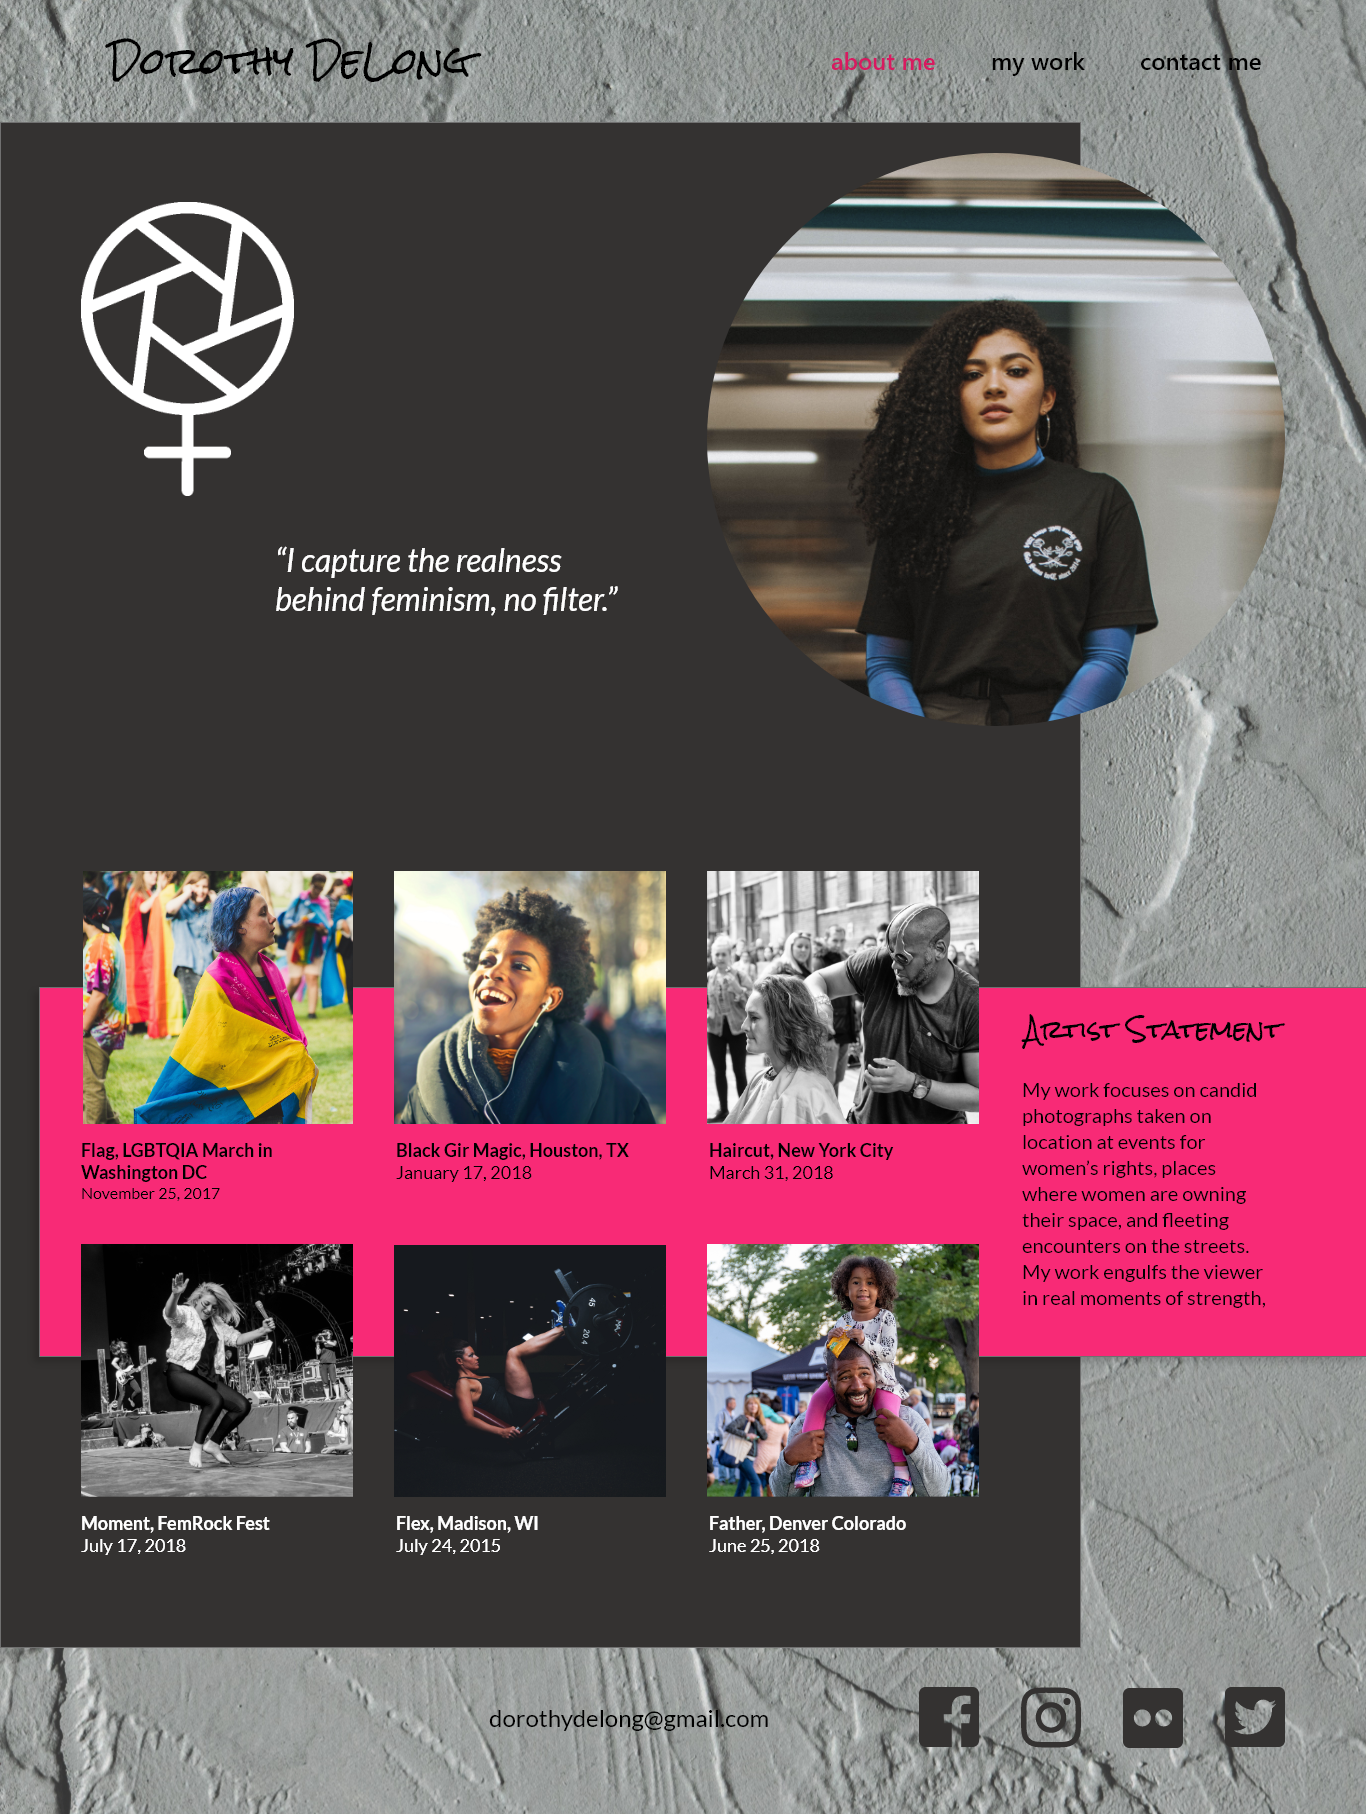 Dorothy DeLong
about me my work contact me
“I capture the realness
behind feminism, no filter.”
Flag, LGBTQIA March in
Washington DC
November 25, 2017
Black Gir Magic, Houston, TX
January 17, 2018
Haircut, New York City
March 31, 2018
Artist Statement
My work focuses on candid
photographs taken on
location at events for
women’s rights, places
where women are owning
their space, and fleeting
encounters on the streets.
My work engulfs the viewer
in real moments of strength,
45
20.4
Moment, FemRock Fest
July 17, 2018
Flex, Madison, WI
July 24, 2015
Father, Denver Colorado
June 25, 2018
dorothydelong@gmail.com